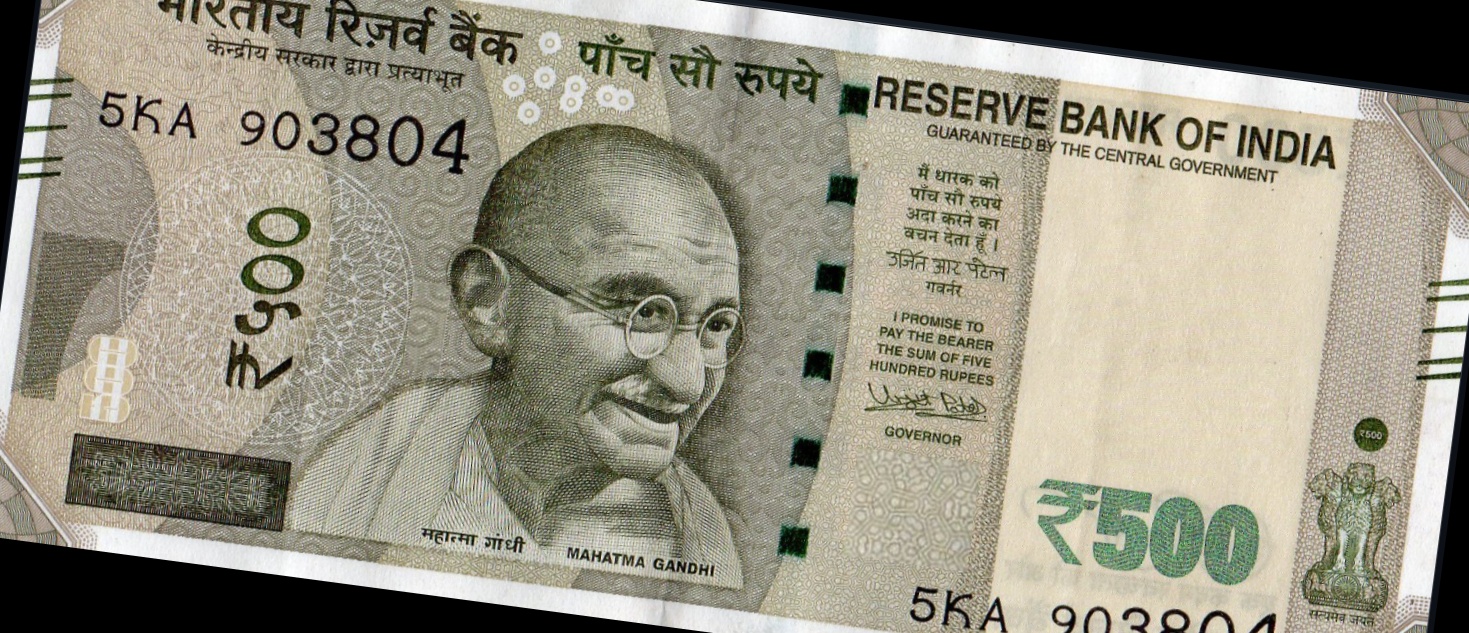 भारतीय रिज़र्व बैंक
केन्द्रीय सरकार द्वारा प्रत्याभूत
पाँच सौ रुपये
5KA 903804
₹५००
महात्मा गांधी
MAHATMA GANDHI
RESERVE BANK OF INDIA
GUARANTEED BY THE CENTRAL GOVERNMENT
मैं धारक को
पाँच सौ रुपये
अदा करने का
वचन देता हूँ ।
उर्जित आर पटेल
गवर्नर
I PROMISE TO
PAY THE BEARER
THE SUM OF FIVE
HUNDRED RUPEES
GOVERNOR
₹500
₹500
सत्यमेव जयते
5KA 903804